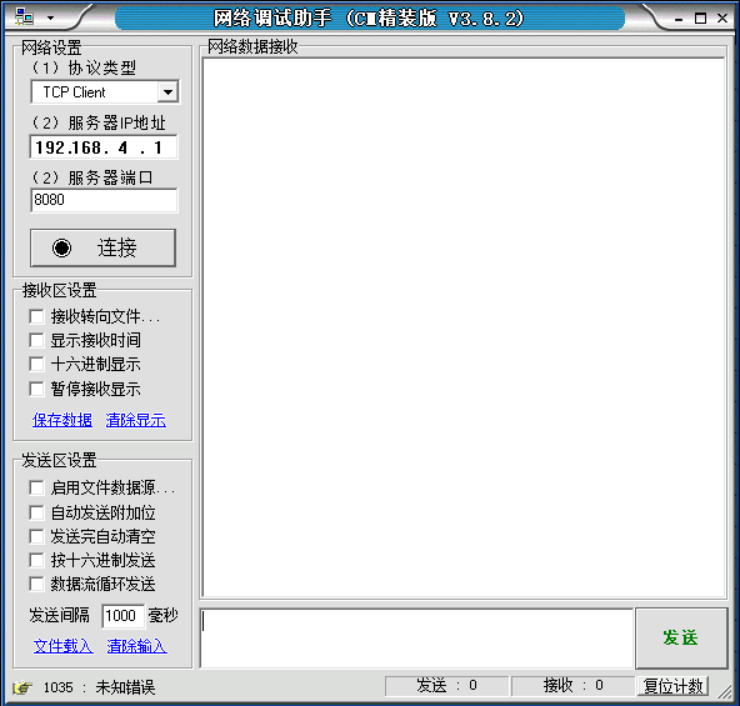 网络调试助手 (CM精装版 V3.8.2)
网络设置
(1) 协议类型
TCP Client
(2) 服务器IP地址
192.168. 4 . 1
(2) 服务器端口
8080
连接
接收区设置
接收转向文件...
显示接收时间
十六进制显示
暂停接收显示
保存数据 清除显示
发送区设置
启用文件数据源...
自动发送附加位
发送完自动清空
按十六进制发送
数据流循环发送
发送间隔 1000 毫秒
文件载入 清除输入
网络数据接收
发送
1035 : 未知错误
发送 : 0
接收 : 0
复位计数